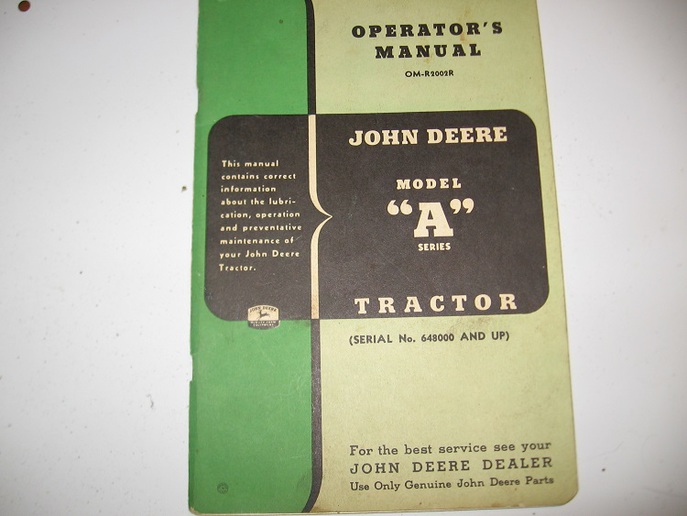 OPERATOR'S
MANUAL
OM-R2002R
This manual
contains correct
information
about the lubri-
cation, operation
and preventative
maintenance of
your John Deere
Tractor.
JOHN DEERE
MODEL
"A"
SERIES
TRACTOR
JOHN DEERE
(SERIAL No. 648000 AND UP)
For the best service see your
JOHN DEERE DEALER
Use Only Genuine John Deere Parts